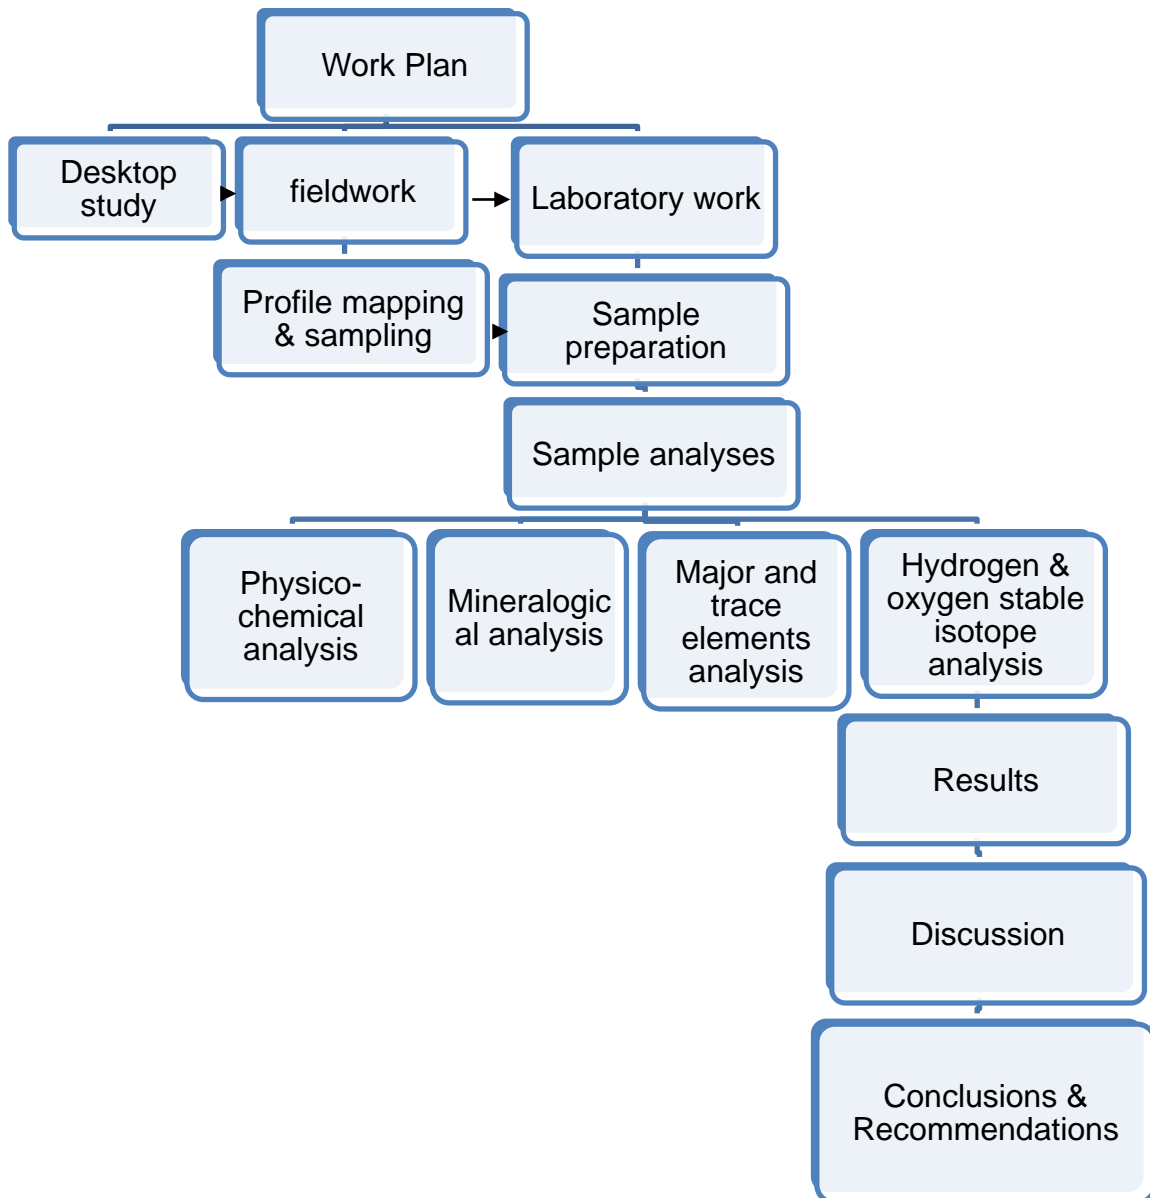 Work Plan
Desktop
study
fieldwork
Laboratory work
Profile mapping
& sampling
Sample
preparation
Sample analyses
Physico-
chemical
analysis
Mineralogic
al analysis
Major and
trace
elements
analysis
Hydrogen &
oxygen stable
isotope
analysis
Results
Discussion
Conclusions &
Recommendations